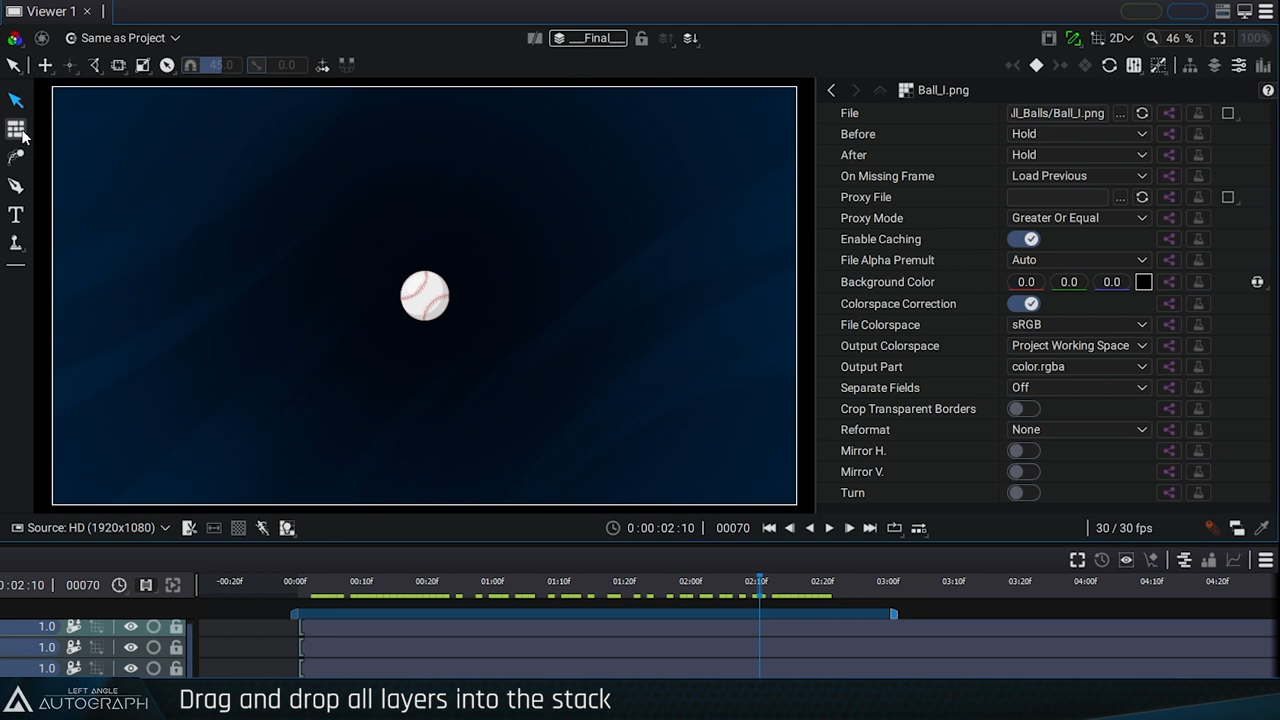 Viewer 1
Same as Project
___Final___
2D
46 %
100%
45.0
0.0
Ball_I.png
File
ll_Balls/Ball_I.png
...
Before
Hold
After
Hold
On Missing Frame
Load Previous
Proxy File
...
Proxy Mode
Greater Or Equal
Enable Caching
File Alpha Premult
Auto
Background Color
0.0
0.0
0.0
Colorspace Correction
File Colorspace
sRGB
Output Colorspace
Project Working Space
Output Part
color.rgba
Separate Fields
Off
Crop Transparent Borders
Reformat
None
Mirror H.
Mirror V.
Turn
Source: HD (1920x1080)
0:00:02:10
00070
30 / 30 fps
0:02:10
00070
-00:20f
00:00f
00:10f
00:20f
01:00f
01:10f
01:20f
02:00f
02:10f
02:20f
03:00f
03:10f
03:20f
04:00f
04:10f
04:20f
1.0
1.0
1.0
LEFT ANGLE
AUTOGRAPH
Drag and drop all layers into the stack